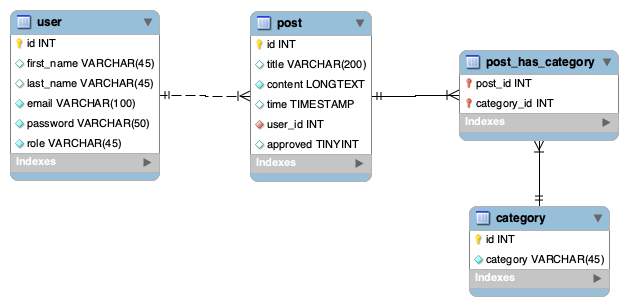 user
id INT
first_name VARCHAR(45)
last_name VARCHAR(45)
email VARCHAR(100)
password VARCHAR(50)
role VARCHAR(45)
Indexes
post
id INT
title VARCHAR(200)
content LONGTEXT
time TIMESTAMP
user_id INT
approved TINYINT
Indexes
post_has_category
post_id INT
category_id INT
Indexes
category
id INT
category VARCHAR(45)
Indexes